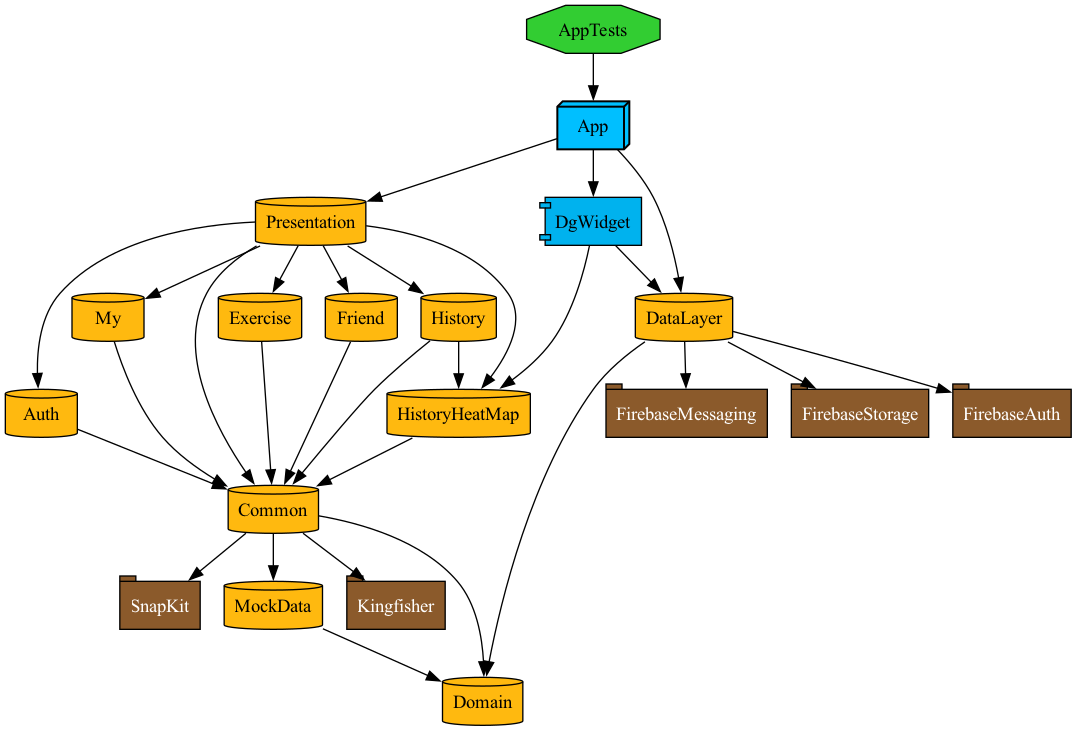 AppTests
App
Presentation
DgWidget
My
Exercise
Friend
History
DataLayer
Auth
HistoryHeatMap
FirebaseMessaging
FirebaseStorage
FirebaseAuth
Common
SnapKit
MockData
Kingfisher
Domain